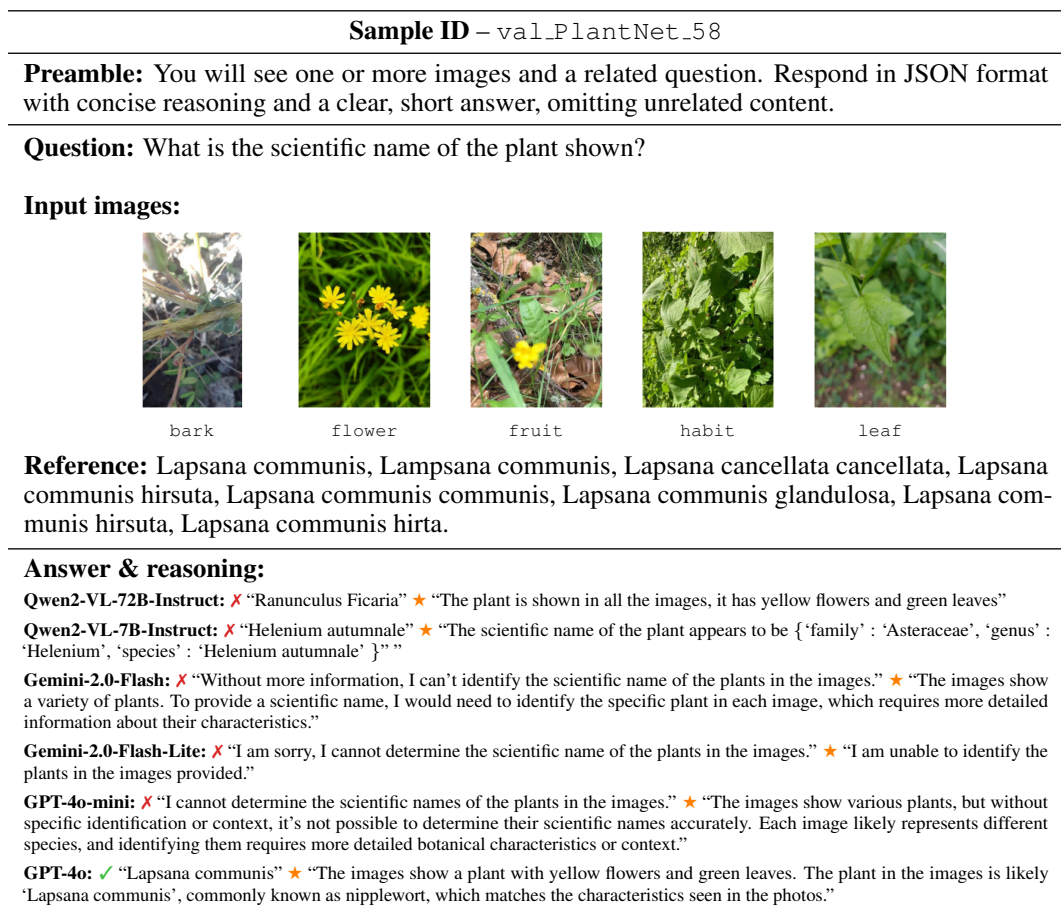 Sample ID – val_PlantNet_58
Preamble: You will see one or more images and a related question. Respond in JSON format
with concise reasoning and a clear, short answer, omitting unrelated content.
Question: What is the scientific name of the plant shown?
Input images:
bark flower fruit habit leaf
Reference: Lapsana communis, Lampsana communis, Lapsana cancellata cancellata, Lapsana
communis hirsuta, Lapsana communis communis, Lapsana communis glandulosa, Lapsana com-
munis hirsuta, Lapsana communis hirta.
Answer & reasoning:
Qwen2-VL-72B-Instruct: ✗ “Ranunculus Ficaria” ★ “The plant is shown in all the images, it has yellow flowers and green leaves”
Qwen2-VL-7B-Instruct: ✗ “Helenium autumnale” ★ “The scientific name of the plant appears to be {‘family’ : ‘Asteraceae’, ‘genus’ :
‘Helenium’, ‘species’ : ‘Helenium autumnale’ }” ”
Gemini-2.0-Flash: ✗ “Without more information, I can’t identify the scientific name of the plants in the images.” ★ “The images show
a variety of plants. To provide a scientific name, I would need to identify the specific plant in each image, which requires more detailed
information about their characteristics.”
Gemini-2.0-Flash-Lite: ✗ “I am sorry, I cannot determine the scientific name of the plants in the images.” ★ “I am unable to identify the
plants in the images provided.”
GPT-4o-mini: ✗ “I cannot determine the scientific names of the plants in the images.” ★ “The images show various plants, but without
specific identification or context, it’s not possible to determine their scientific names accurately. Each image likely represents different
species, and identifying them requires more detailed botanical characteristics or context.”
GPT-4o: ✓ “Lapsana communis” ★ “The images show a plant with yellow flowers and green leaves. The plant in the images is likely
‘Lapsana communis’, commonly known as nipplewort, which matches the characteristics seen in the photos.”